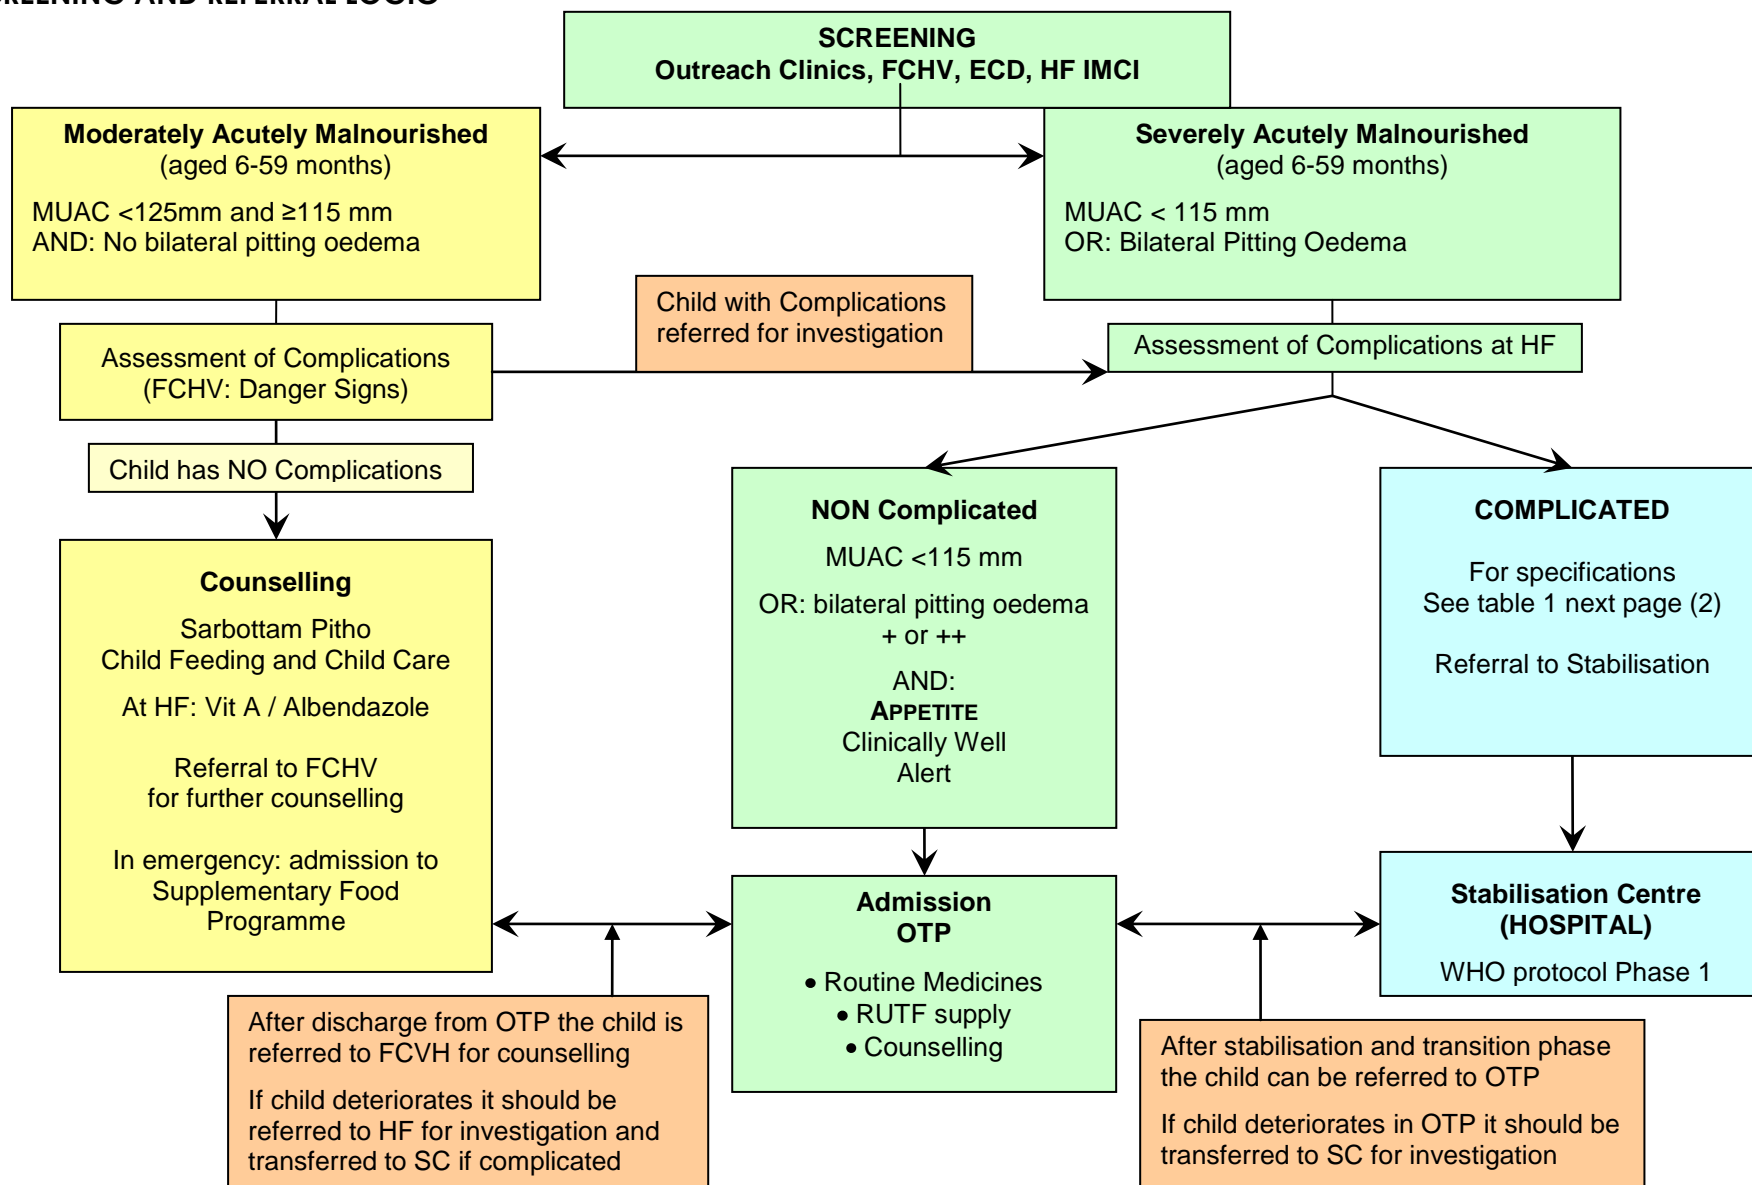 SCREENING AND REFERRAL LOGIC
SCREENING
Outreach Clinics, FCHV, ECD, HF IMCI
Moderately Acutely Malnourished
(aged 6-59 months)
MUAC <125mm and ≥115 mm
AND: No bilateral pitting oedema
Severely Acutely Malnourished
(aged 6-59 months)
MUAC < 115 mm
OR: Bilateral Pitting Oedema
Child with Complications
referred for investigation
Assessment of Complications
(FCHV: Danger Signs)
Assessment of Complications at HF
Child has NO Complications
Counselling
Sarbottam Pitho
Child Feeding and Child Care
At HF: Vit A / Albendazole
Referral to FCHV
for further counselling
In emergency: admission to
Supplementary Food
Programme
NON Complicated
MUAC <115 mm
OR: bilateral pitting oedema
+ or ++
AND:
APPETITE
Clinically Well
Alert
COMPLICATED
For specifications
See table 1 next page (2)
Referral to Stabilisation
Admission
OTP
• Routine Medicines
• RUTF supply
• Counselling
Stabilisation Centre
(HOSPITAL)
WHO protocol Phase 1
After discharge from OTP the child is
referred to FCVH for counselling
If child deteriorates it should be
referred to HF for investigation and
transferred to SC if complicated
After stabilisation and transition phase
the child can be referred to OTP
If child deteriorates in OTP it should be
transferred to SC for investigation